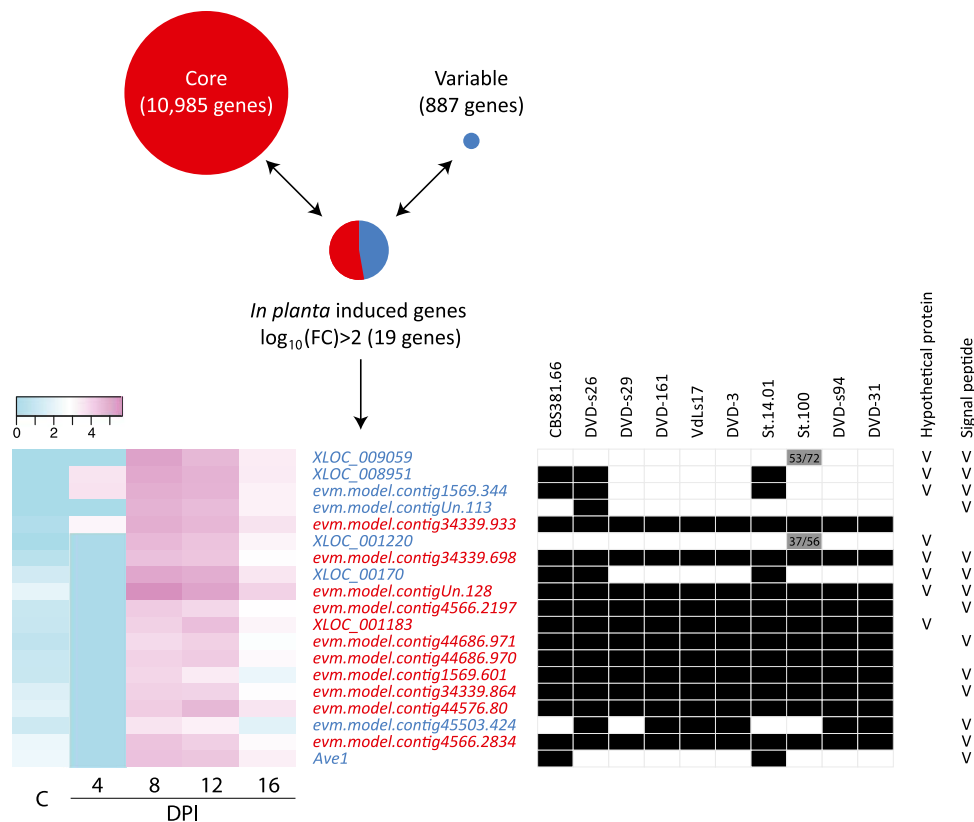 Core
(10,985 genes)
Variable
(887 genes)
In planta induced genes
log10(FC)>2 (19 genes)
0 2 4
CBS381.66
DVD-s26
DVD-s29
DVD-161
VdLs17
DVD-3
St.14.01
St.100
DVD-s94
DVD-31
Hypothetical protein
Signal peptide
XLOC_009059 53/72 V V
XLOC_008951 V V
evm.model.contig1569.344 V V
evm.model.contigUn.113 V
evm.model.contig34339.933
XLOC_001220 37/56 V
evm.model.contig34339.698 V V
XLOC_00170 V V
evm.model.contigUn.128 V V
evm.model.contig4566.2197 V
XLOC_001183 V
evm.model.contig44686.971 V
evm.model.contig44686.970
evm.model.contig1569.601 V
evm.model.contig34339.864 V
evm.model.contig44576.80
evm.model.contig45503.424 V
evm.model.contig4566.2834 V
Ave1 V
C 4 8 12 16
DPI